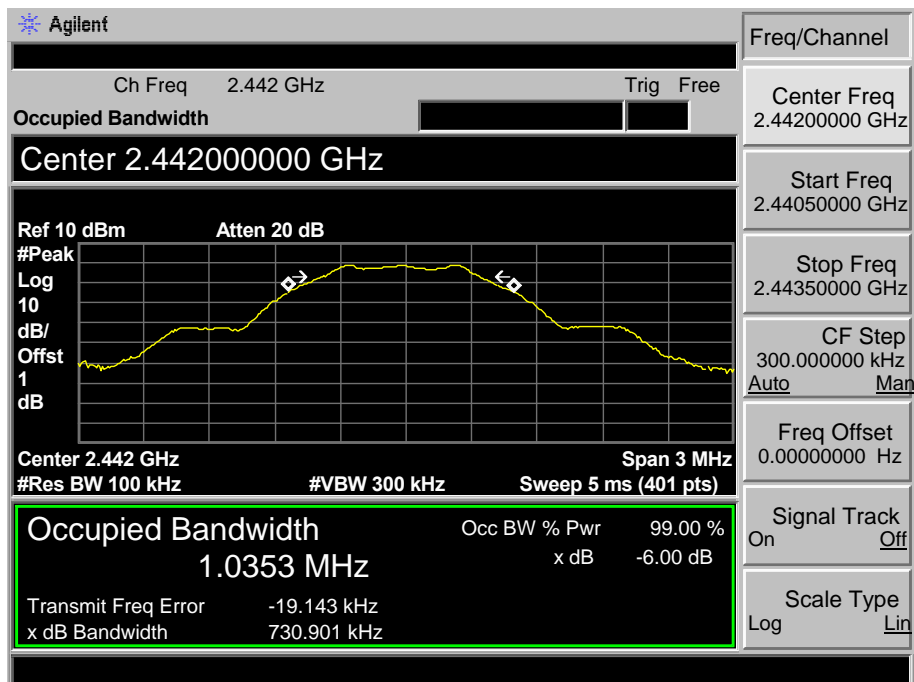 Agilent
Freq/Channel
Ch Freq 2.442 GHz Trig Free
Occupied Bandwidth
Center 2.442000000 GHz
Ref 10 dBm Atten 20 dB
#Peak
Log
10
dB/
Offst
1
dB
Center 2.442 GHz Span 3 MHz
#Res BW 100 kHz #VBW 300 kHz Sweep 5 ms (401 pts)
Occupied Bandwidth
1.0353 MHz
Occ BW % Pwr 99.00 %
x dB -6.00 dB
Transmit Freq Error -19.143 kHz
x dB Bandwidth 730.901 kHz
Center Freq
2.44200000 GHz
Start Freq
2.44050000 GHz
Stop Freq
2.44350000 GHz
CF Step
300.000000 kHz
Auto Man
Freq Offset
0.00000000 Hz
Signal Track
On Off
Scale Type
Log Lin